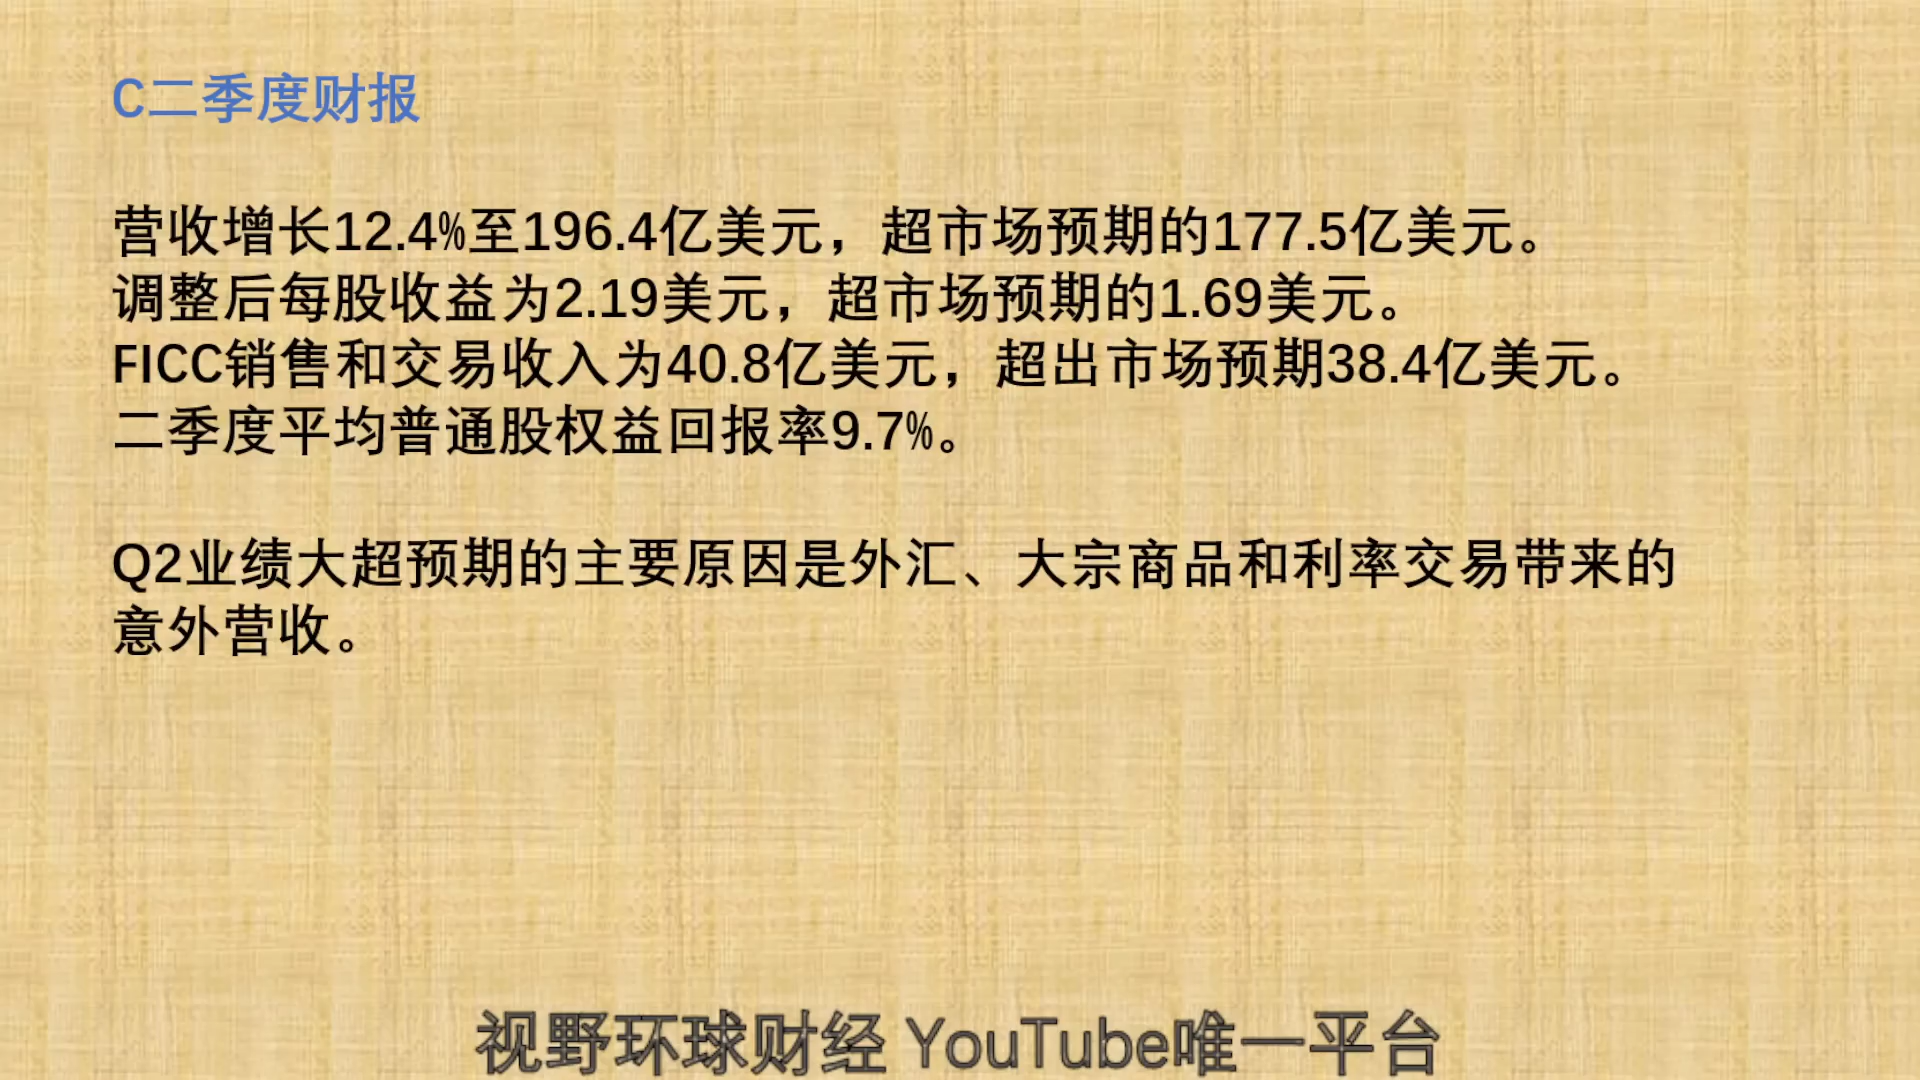 C二季度财报
营收增长12.4%至196.4亿美元，超市场预期的177.5亿美元。
调整后每股收益为2.19美元，超市场预期的1.69美元。
FICC销售和交易收入为40.8亿美元，超出市场预期38.4亿美元。
二季度平均普通股权益回报率9.7%。
Q2业绩大超预期的主要原因是外汇、大宗商品和利率交易带来的
意外营收。
视野环球财经 YouTube唯一平台